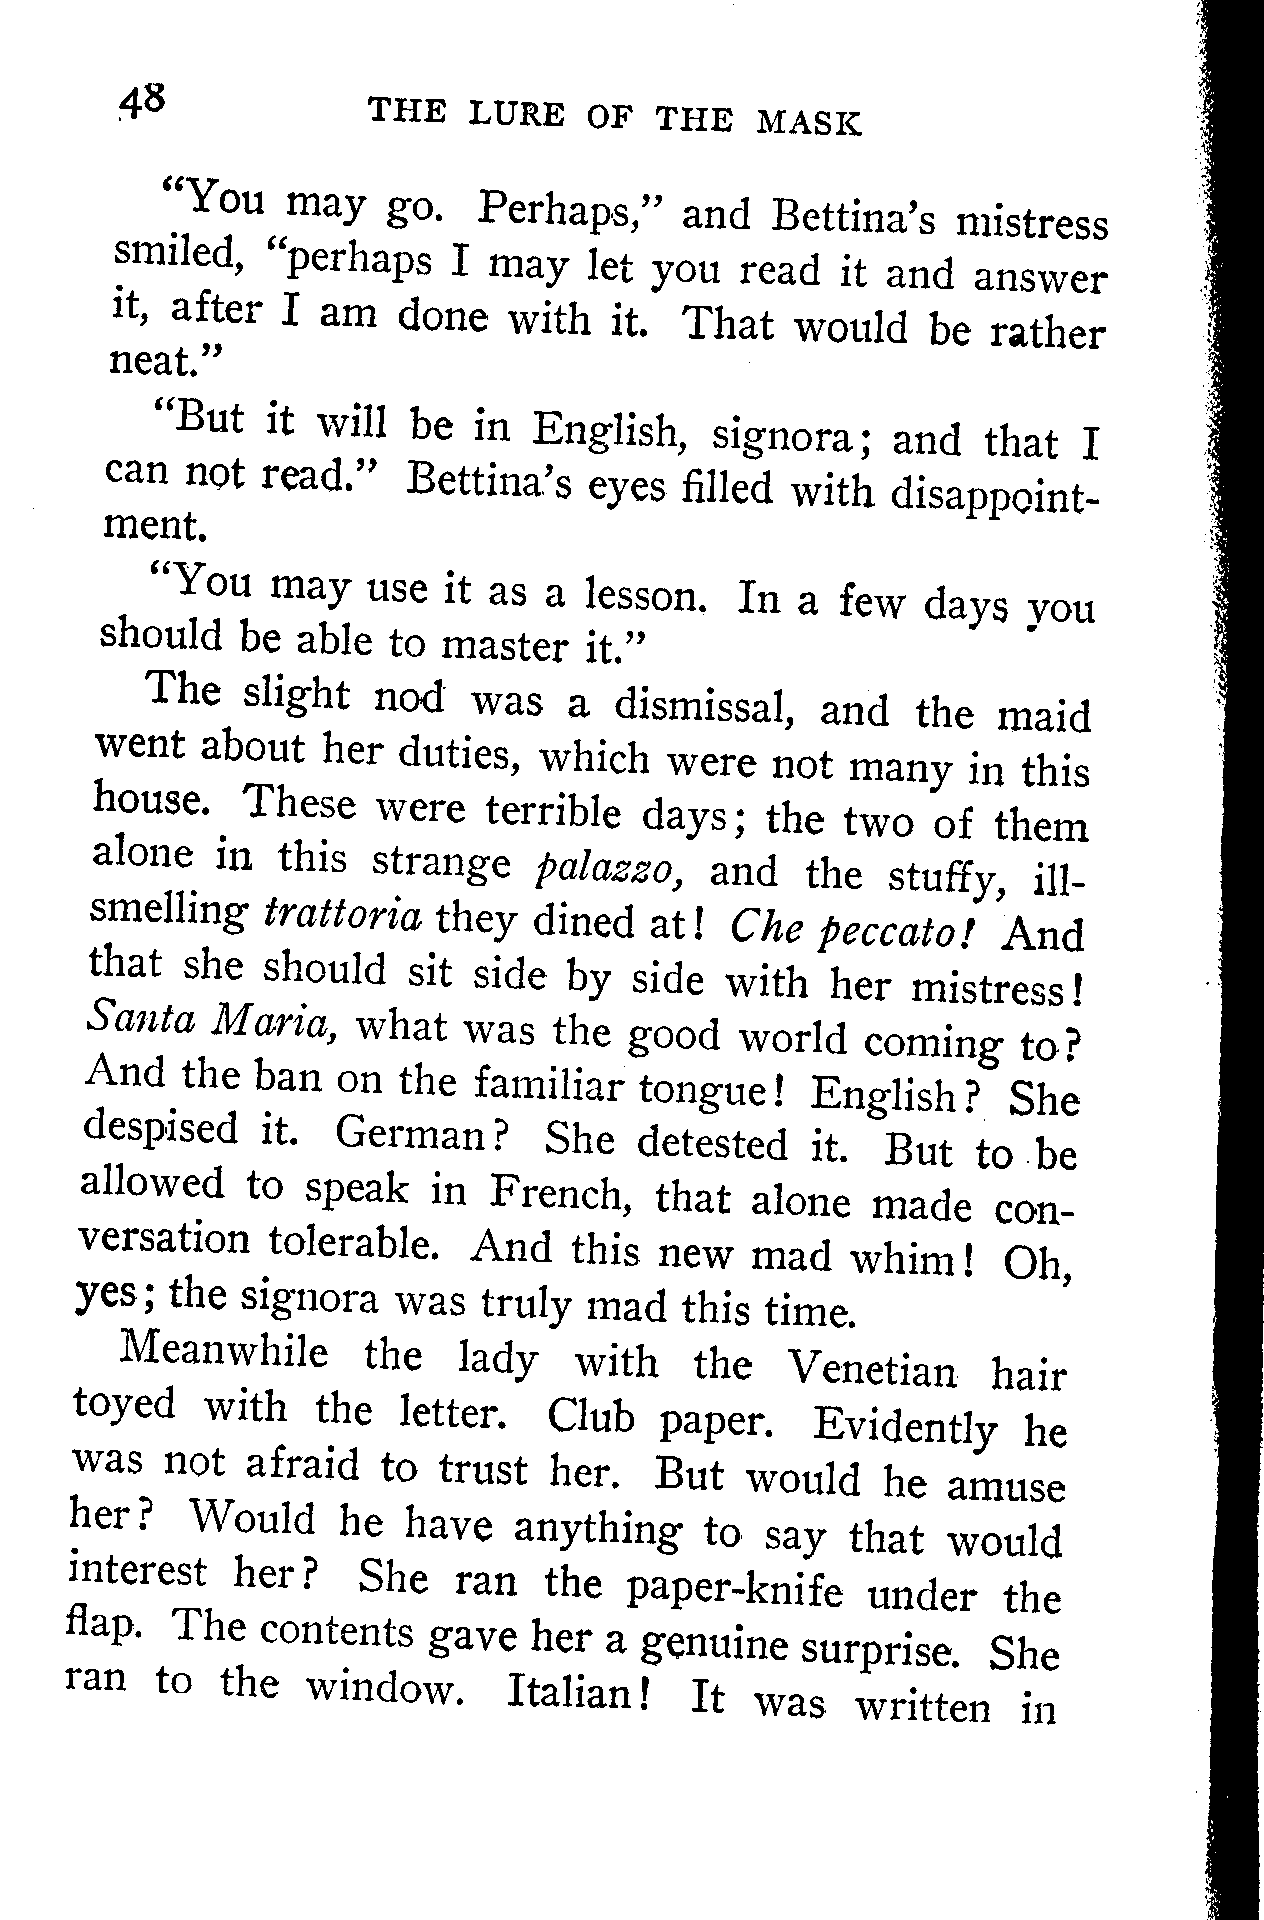 48 THE LURE OF THE MASK
“You may go. Perhaps,” and Bettina’s mistress
smiled, “perhaps I may let you read it and answer
it, after I am done with it. That would be rather
neat.”
“But it will be in English, signora; and that I
can not read.” Bettina’s eyes filled with disappoint-
ment.
“You may use it as a lesson. In a few days you
should be able to master it.”
The slight nod was a dismissal, and the maid
went about her duties, which were not many in this
house. These were terrible days; the two of them
alone in this strange palazzo, and the stuffy, ill-
smelling trattoria they dined at! Che peccato! And
that she should sit side by side with her mistress!
Santa Maria, what was the good world coming to?
And the ban on the familiar tongue! English? She
despised it. German? She detested it. But to be
allowed to speak in French, that alone made con-
versation tolerable. And this new mad whim! Oh,
yes; the signora was truly mad this time.
Meanwhile the lady with the Venetian hair
toyed with the letter. Club paper. Evidently he
was not afraid to trust her. But would he amuse
her? Would he have anything to say that would
interest her? She ran the paper-knife under the
flap. The contents gave her a genuine surprise. She
ran to the window. Italian! It was written in